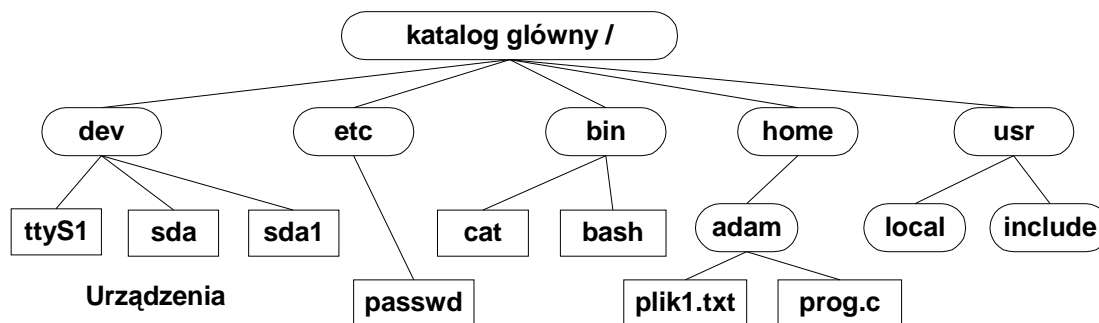 katalog glówny /
dev etc bin home usr
ttyS1 sda sda1 cat bash adam local include
Urządzenia passwd plik1.txt prog.c